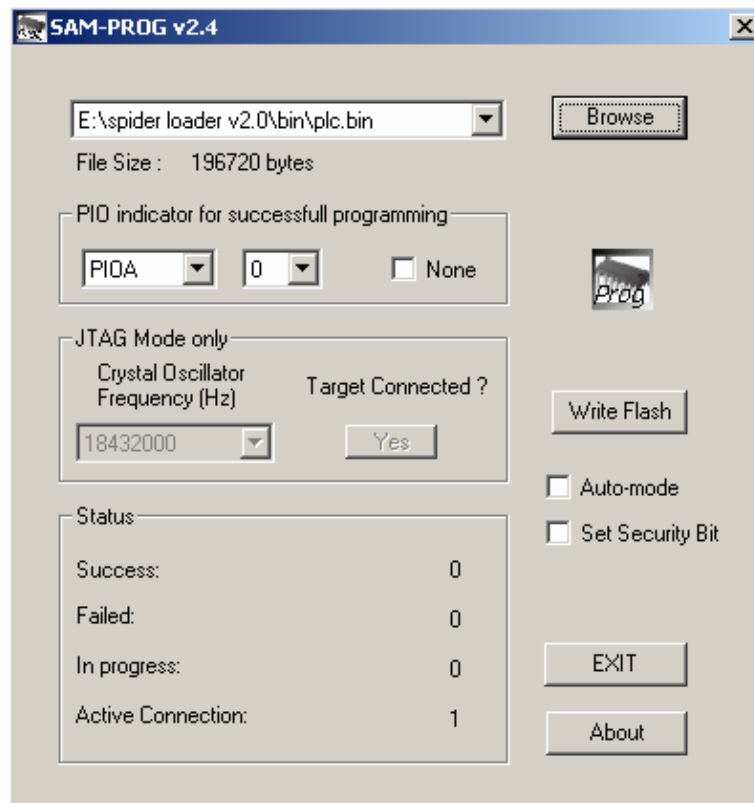 SAM-PROG v2.4
E:\spider loader v2.0\bin\plc.bin
Browse
File Size : 196720 bytes
PIO indicator for successfull programming
PIOA 0 None
Prog
JTAG Mode only
Crystal Oscillator
Frequency (Hz)
Target Connected ?
18432000
Yes
Write Flash
Auto-mode
Set Security Bit
Status
Success: 0
Failed: 0
In progress: 0
Active Connection: 1
EXIT
About